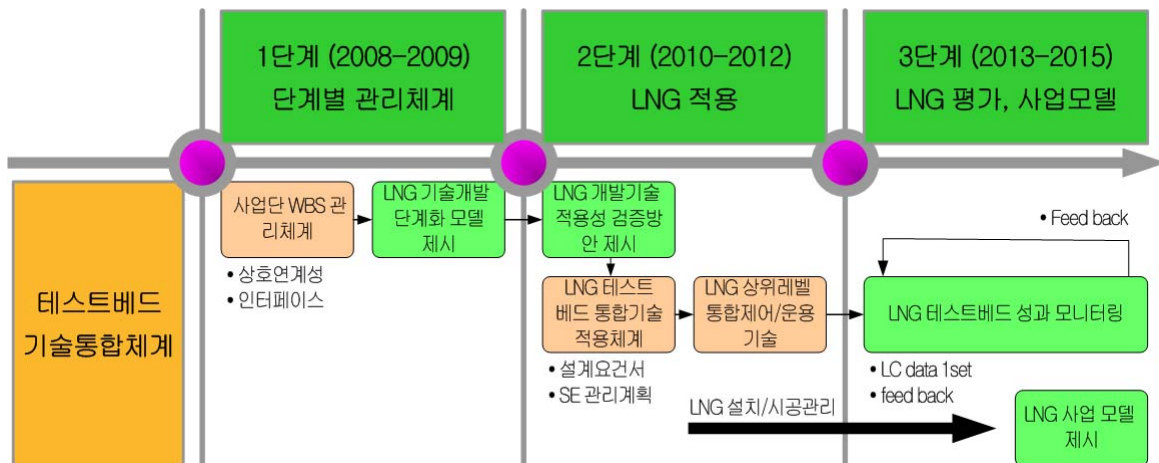 1단계 (2008-2009)
단계별 관리체계
2단계 (2010-2012)
LNG 적용
3단계 (2013-2015)
LNG 평가, 사업모델
테스트베드
기술통합체계
사업단 WBS 관
리체계
• 상호연계성
• 인터페이스
LNG 기술개발
단계화 모델
제시
LNG 개발기술
적용성 검증방
안 제시
LNG 테스트
베드 통합기술
적용체계
• 설계요건서
• SE 관리계획
LNG 상위레벨
통합제어/운용
기술
• Feed back
LNG 테스트베드 성과 모니터링
• LC data 1set
• feed back
LNG 설치/시공관리
LNG 사업 모델
제시